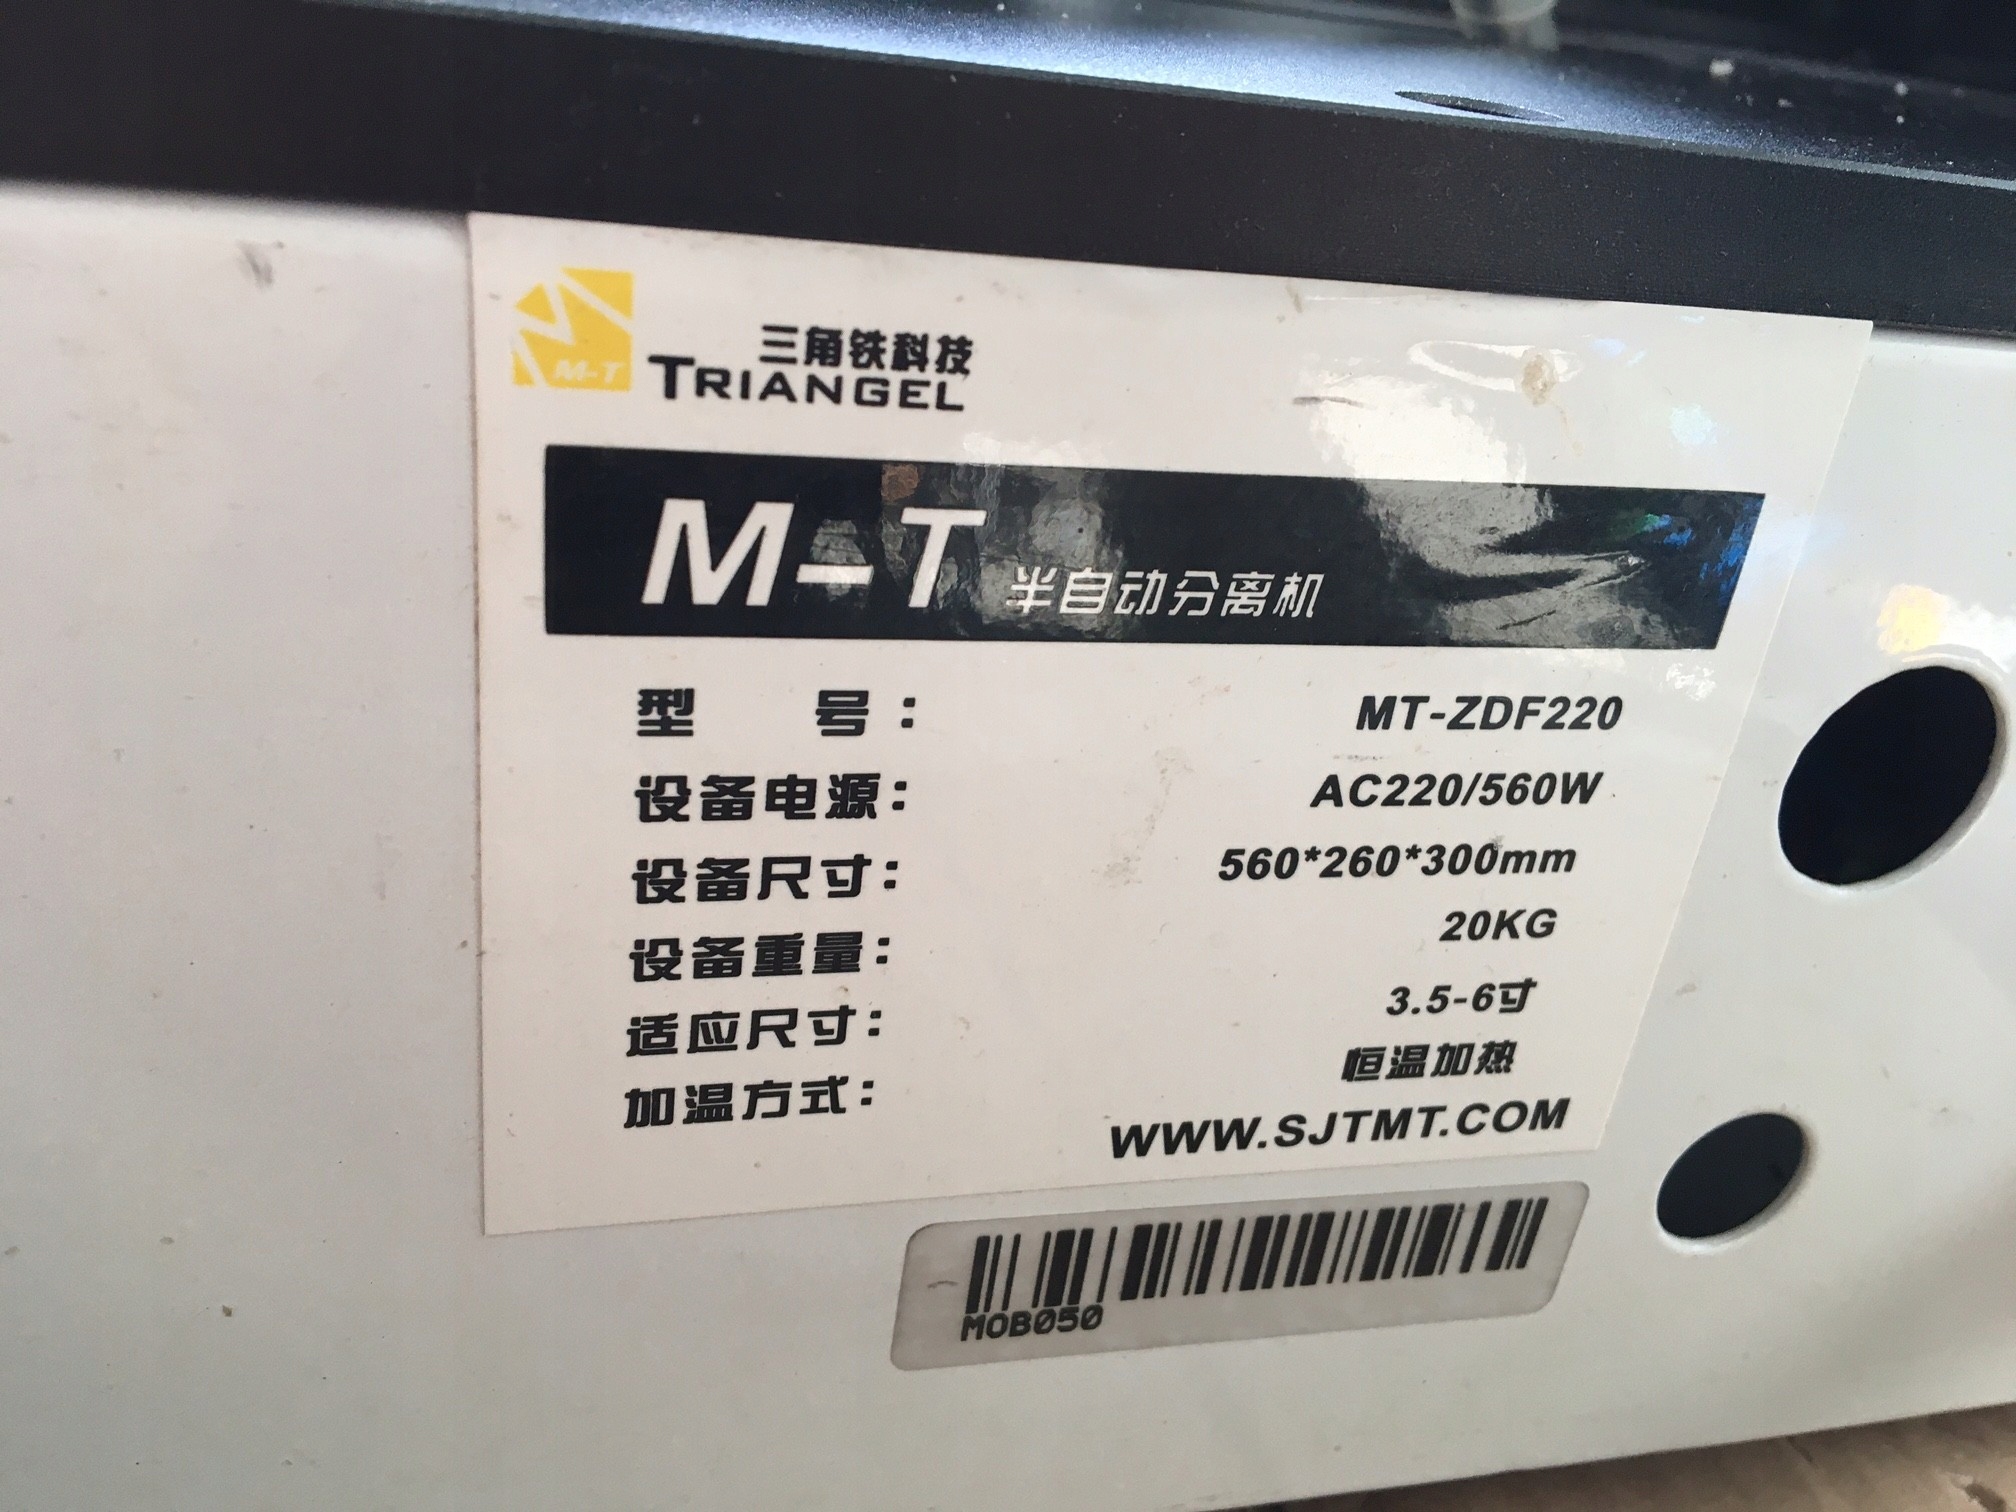 M-T
三角铁科技
TRIANGEL
M-T 半自动分离机
型 号： MT-ZDF220
设备电源： AC220/560W
设备尺寸： 560*260*300mm
设备重量： 20KG
适应尺寸： 3.5-6寸
加温方式： 恒温加热
WWW.SJTMT.COM
MOB050